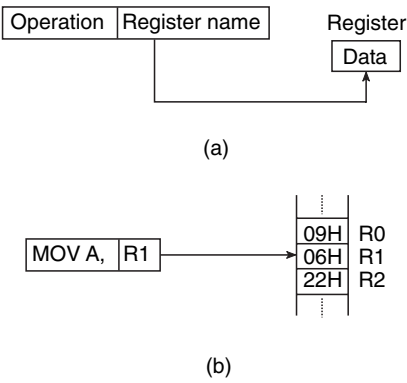 Operation Register name Register
Data
(a)
MOV A, R1
09H R0
06H R1
22H R2
(b)